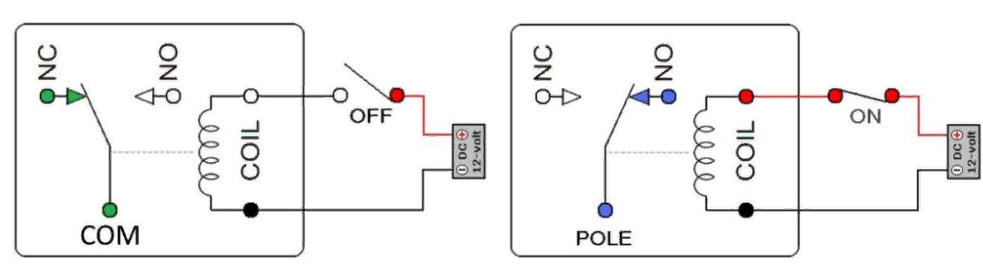 NC
NO
COIL
OFF
DC
12-volt
COM
NC
NO
COIL
ON
DC
12-volt
POLE